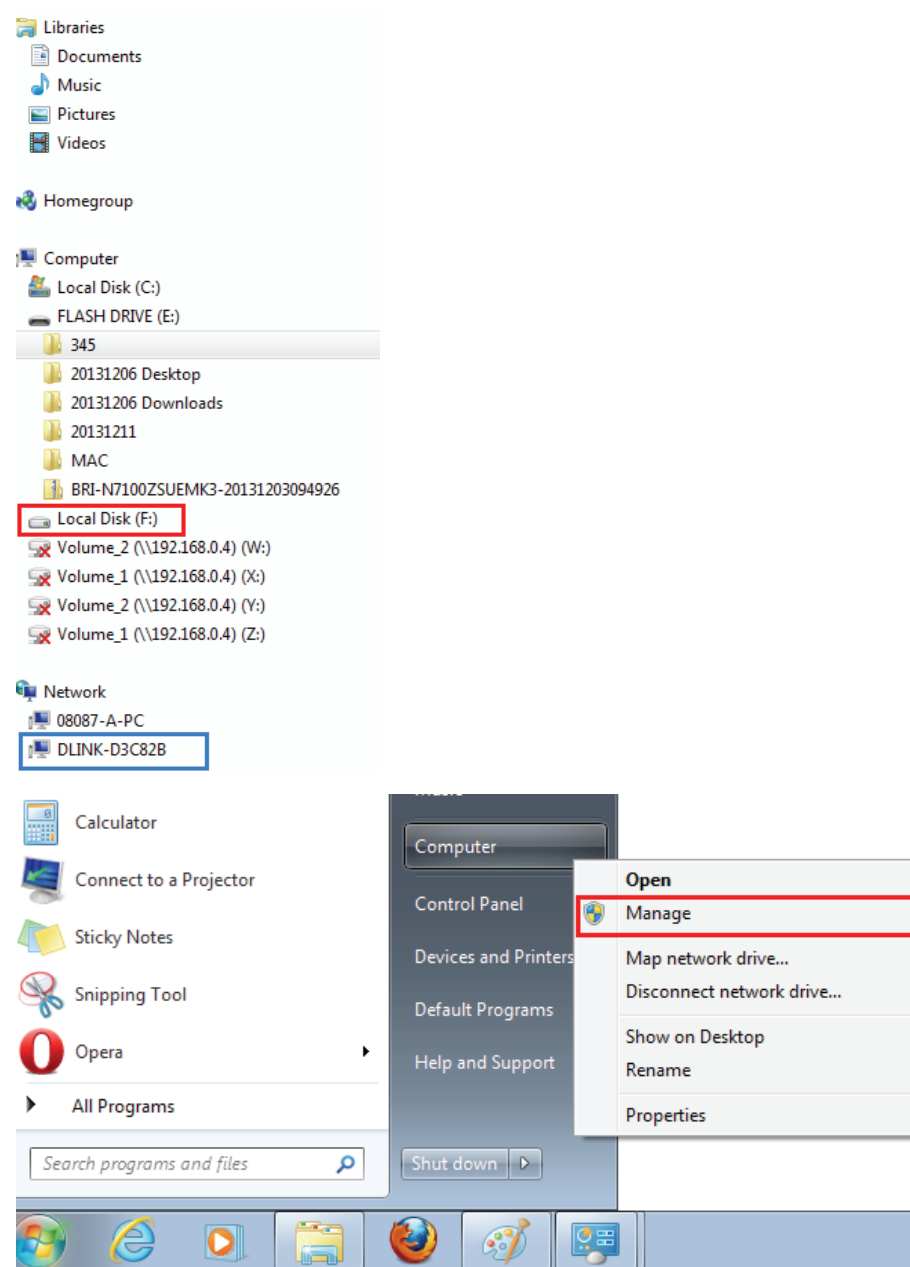 Libraries
Documents
Music
Pictures
Videos
Homegroup
Computer
Local Disk (C:)
FLASH DRIVE (E:)
345
20131206 Desktop
20131206 Downloads
20131211
MAC
BRI-N7100ZSUEMK3-20131203094926
Local Disk (F:)
Volume_2 (\\192.168.0.4) (W:)
Volume_1 (\\192.168.0.4) (X:)
Volume_2 (\\192.168.0.4) (Y:)
Volume_1 (\\192.168.0.4) (Z:)
Network
08087-A-PC
DLINK-D3C82B
Calculator
Connect to a Projector
Sticky Notes
Snipping Tool
Opera
All Programs
Search programs and files
Computer
Control Panel
Devices and Printers
Default Programs
Help and Support
Shut down
Open
Manage
Map network drive...
Disconnect network drive...
Show on Desktop
Rename
Properties